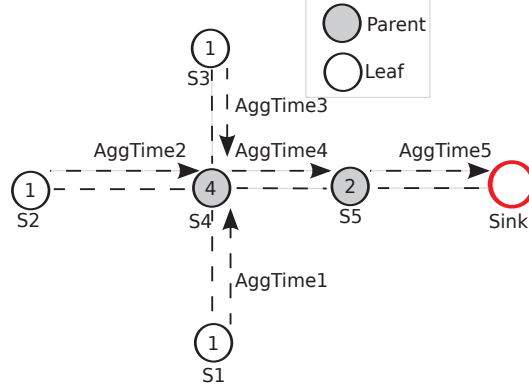 Parent
Leaf
1
S3
AggTime3
AggTime2
AggTime4
AggTime5
1
4
2
S2
S4
S5
Sink
AggTime1
1
S1